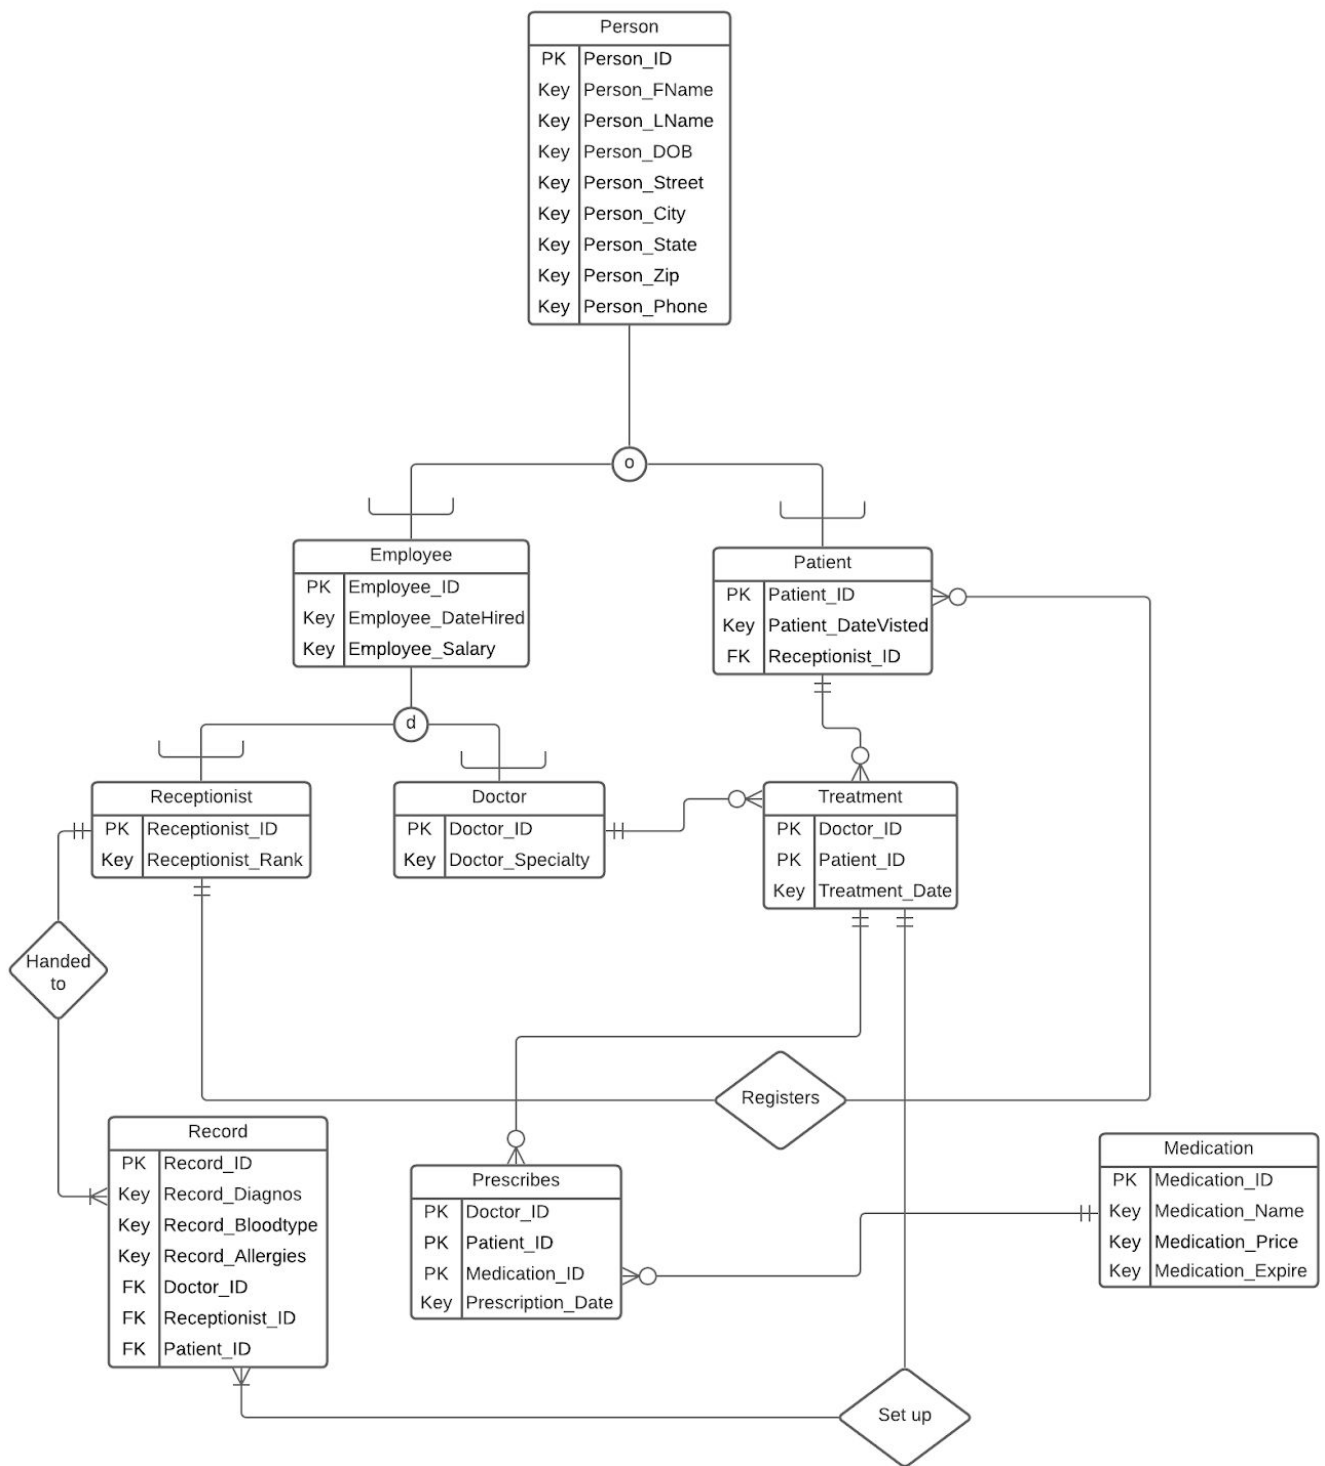 Person
PK Person_ID
Key Person_FName
Key Person_LName
Key Person_DOB
Key Person_Street
Key Person_City
Key Person_State
Key Person_Zip
Key Person_Phone
o
Employee
PK Employee_ID
Key Employee_DateHired
Key Employee_Salary
Patient
PK Patient_ID
Key Patient_DateVisted
FK Receptionist_ID
d
Receptionist
PK Receptionist_ID
Key Receptionist_Rank
Doctor
PK Doctor_ID
Key Doctor_Specialty
Treatment
PK Doctor_ID
PK Patient_ID
Key Treatment_Date
Handed
to
Registers
Record
PK Record_ID
Key Record_Diagnos
Key Record_Bloodtype
Key Record_Allergies
FK Doctor_ID
FK Receptionist_ID
FK Patient_ID
Prescribes
PK Doctor_ID
PK Patient_ID
PK Medication_ID
Key Prescription_Date
Medication
PK Medication_ID
Key Medication_Name
Key Medication_Price
Key Medication_Expire
Set up